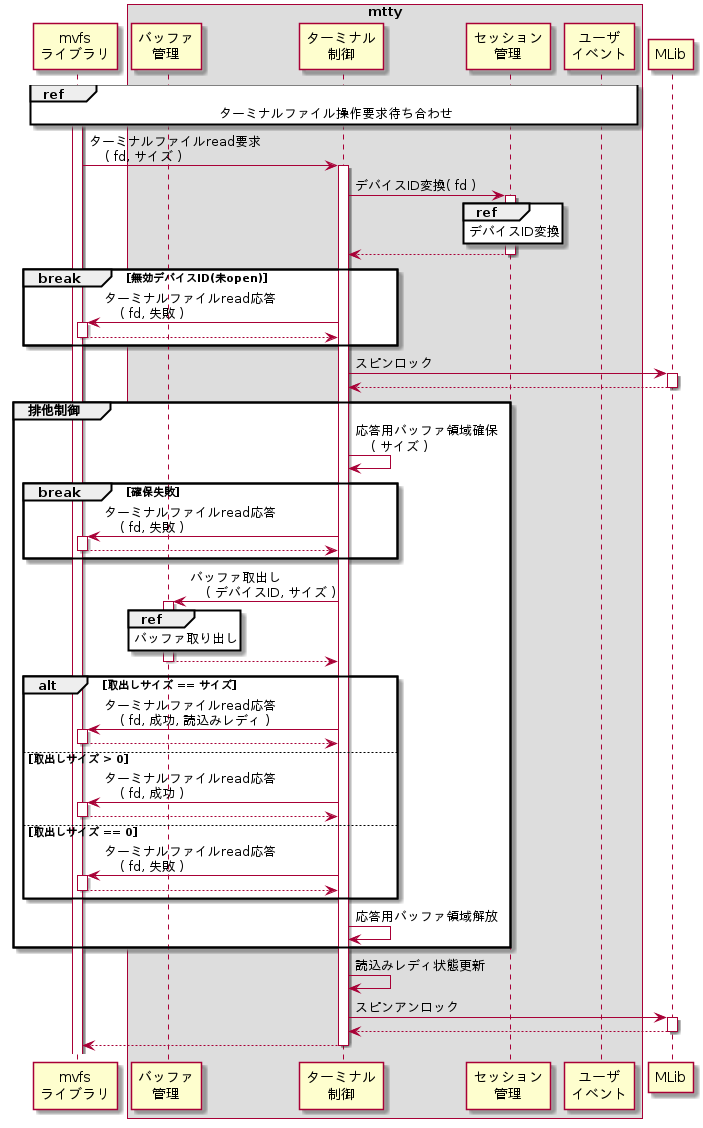 mtty
mvfs
ライブラリ
バッファ
管理
ターミナル
制御
セッション
管理
ユーザ
イベント
MLib
ref
ターミナルファイル操作要求待ち合わせ
ターミナルファイルread要求
( fd, サイズ )
デバイスID変換( fd )
ref
デバイスID変換
break
[無効デバイスID(未open)]
ターミナルファイルread応答
( fd, 失敗 )
スピンロック
排他制御
応答用バッファ領域確保
( サイズ )
break
[確保失敗]
ターミナルファイルread応答
( fd, 失敗 )
バッファ取出し
( デバイスID, サイズ )
ref
バッファ取り出し
alt
[取出しサイズ == サイズ]
ターミナルファイルread応答
( fd, 成功, 読込みレディ )
[取出しサイズ > 0]
ターミナルファイルread応答
( fd, 成功 )
[取出しサイズ == 0]
ターミナルファイルread応答
( fd, 失敗 )
応答用バッファ領域解放
読込みレディ状態更新
スピンアンロック
mvfs
ライブラリ
バッファ
管理
ターミナル
制御
セッション
管理
ユーザ
イベント
MLib